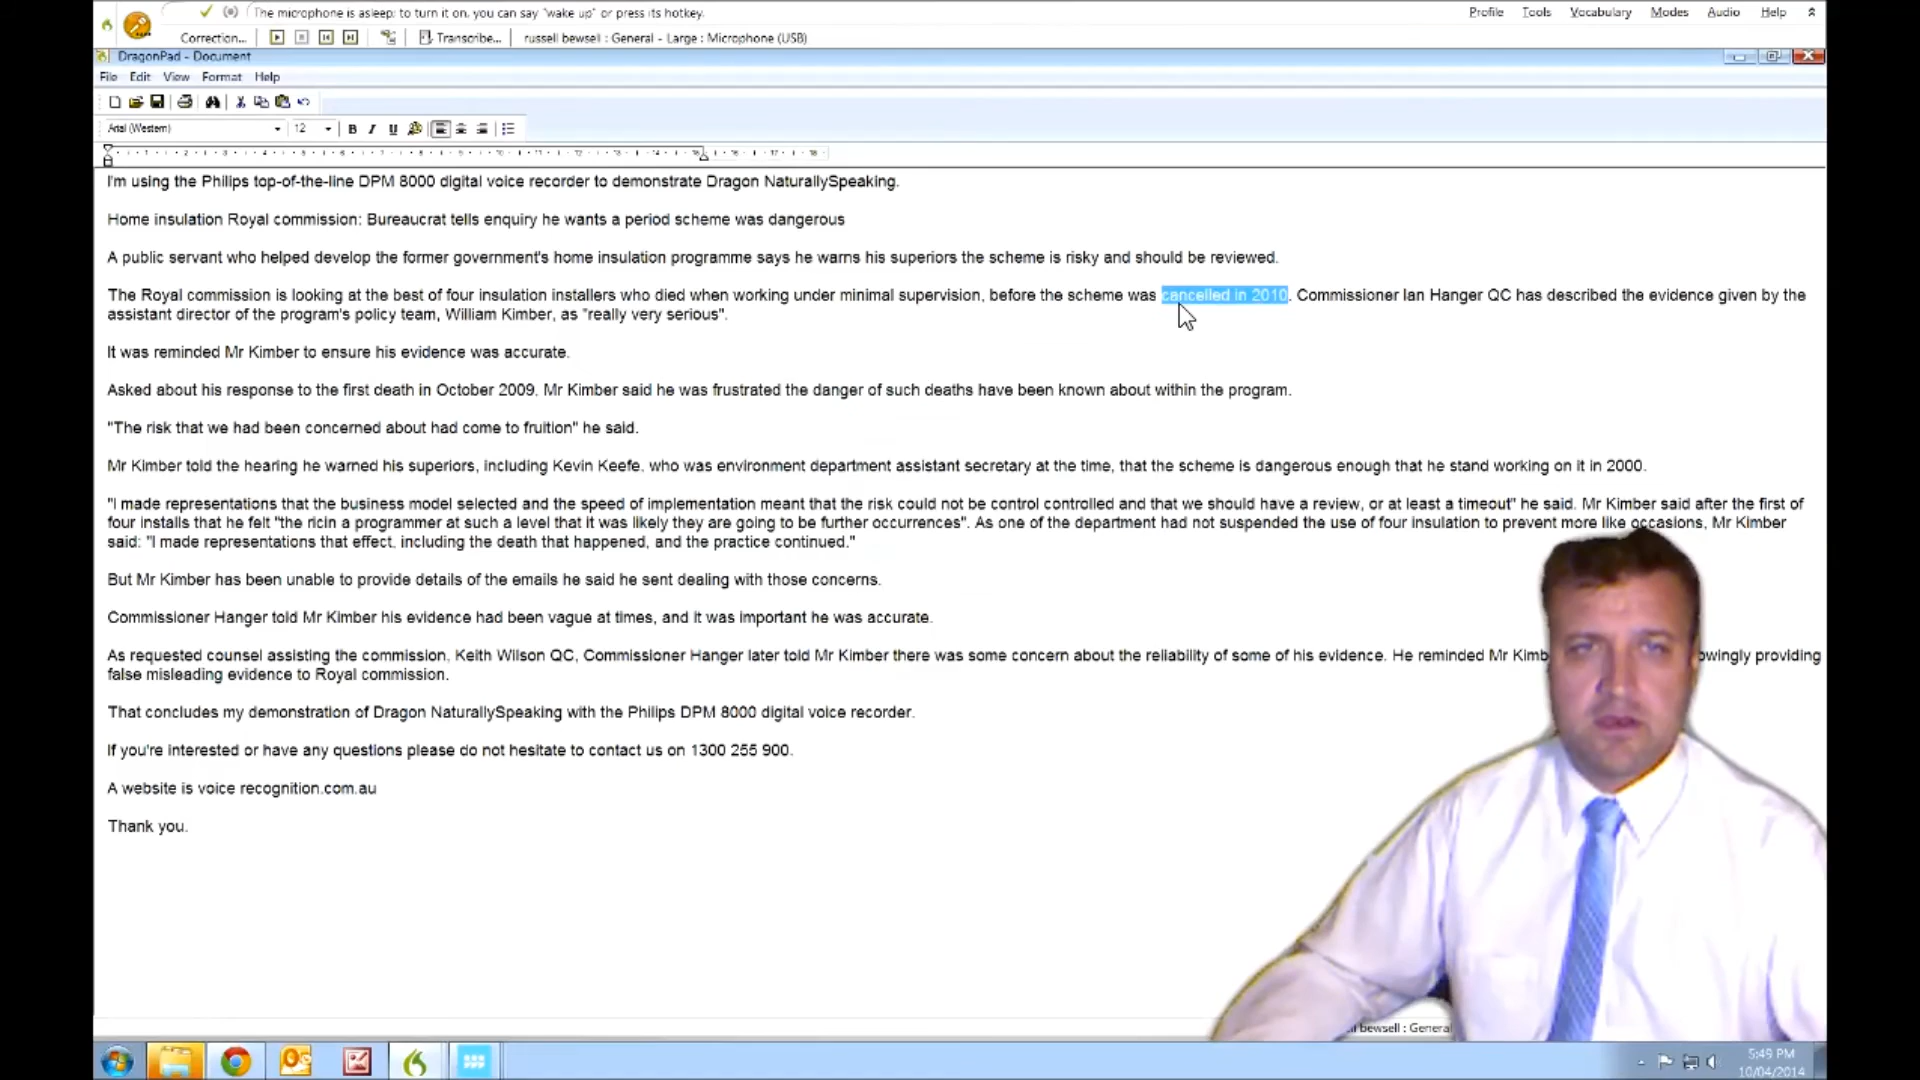 The microphone is asleep: to turn it on, you can say "wake up" or press its hotkey.
Profile Tools Vocabulary Modes Audio Help
Correction... Transcribe... russell bewsell : General - Large : Microphone (USB)
DragonPad - Document
File Edit View Format Help
Arial (Western) 12 B I U
I'm using the Philips top-of-the-line DPM 8000 digital voice recorder to demonstrate Dragon NaturallySpeaking.
Home insulation Royal commission: Bureaucrat tells enquiry he wants a period scheme was dangerous
A public servant who helped develop the former government's home insulation programme says he warns his superiors the scheme is risky and should be reviewed.
The Royal commission is looking at the best of four insulation installers who died when working under minimal supervision, before the scheme was cancelled in 2010. Commissioner Ian Hanger QC has described the evidence given by the
assistant director of the program's policy team, William Kimber, as "really very serious".
It was reminded Mr Kimber to ensure his evidence was accurate.
Asked about his response to the first death in October 2009, Mr Kimber said he was frustrated the danger of such deaths have been known about within the program.
"The risk that we had been concerned about had come to fruition" he said.
Mr Kimber told the hearing he warned his superiors, including Kevin Keefe, who was environment department assistant secretary at the time, that the scheme is dangerous enough that he stand working on it in 2000.
"I made representations that the business model selected and the speed of implementation meant that the risk could not be control controlled and that we should have a review, or at least a timeout" he said. Mr Kimber said after the first of
four installs that he felt "the ricin a programmer at such a level that it was likely they are going to be further occurrences". As one of the department had not suspended the use of four insulation to prevent more like occasions, Mr Kimber
said: "I made representations that effect, including the death that happened, and the practice continued."
But Mr Kimber has been unable to provide details of the emails he said he sent dealing with those concerns.
Commissioner Hanger told Mr Kimber his evidence had been vague at times, and it was important he was accurate.
As requested counsel assisting the commission, Keith Wilson QC, Commissioner Hanger later told Mr Kimber there was some concern about the reliability of some of his evidence. He reminded Mr Kimb owingly providing
false misleading evidence to Royal commission.
That concludes my demonstration of Dragon NaturallySpeaking with the Philips DPM 8000 digital voice recorder.
If you're interested or have any questions please do not hesitate to contact us on 1300 255 900.
A website is voice recognition.com.au
Thank you.
bewsell : General
5:49 PM
10/04/2014